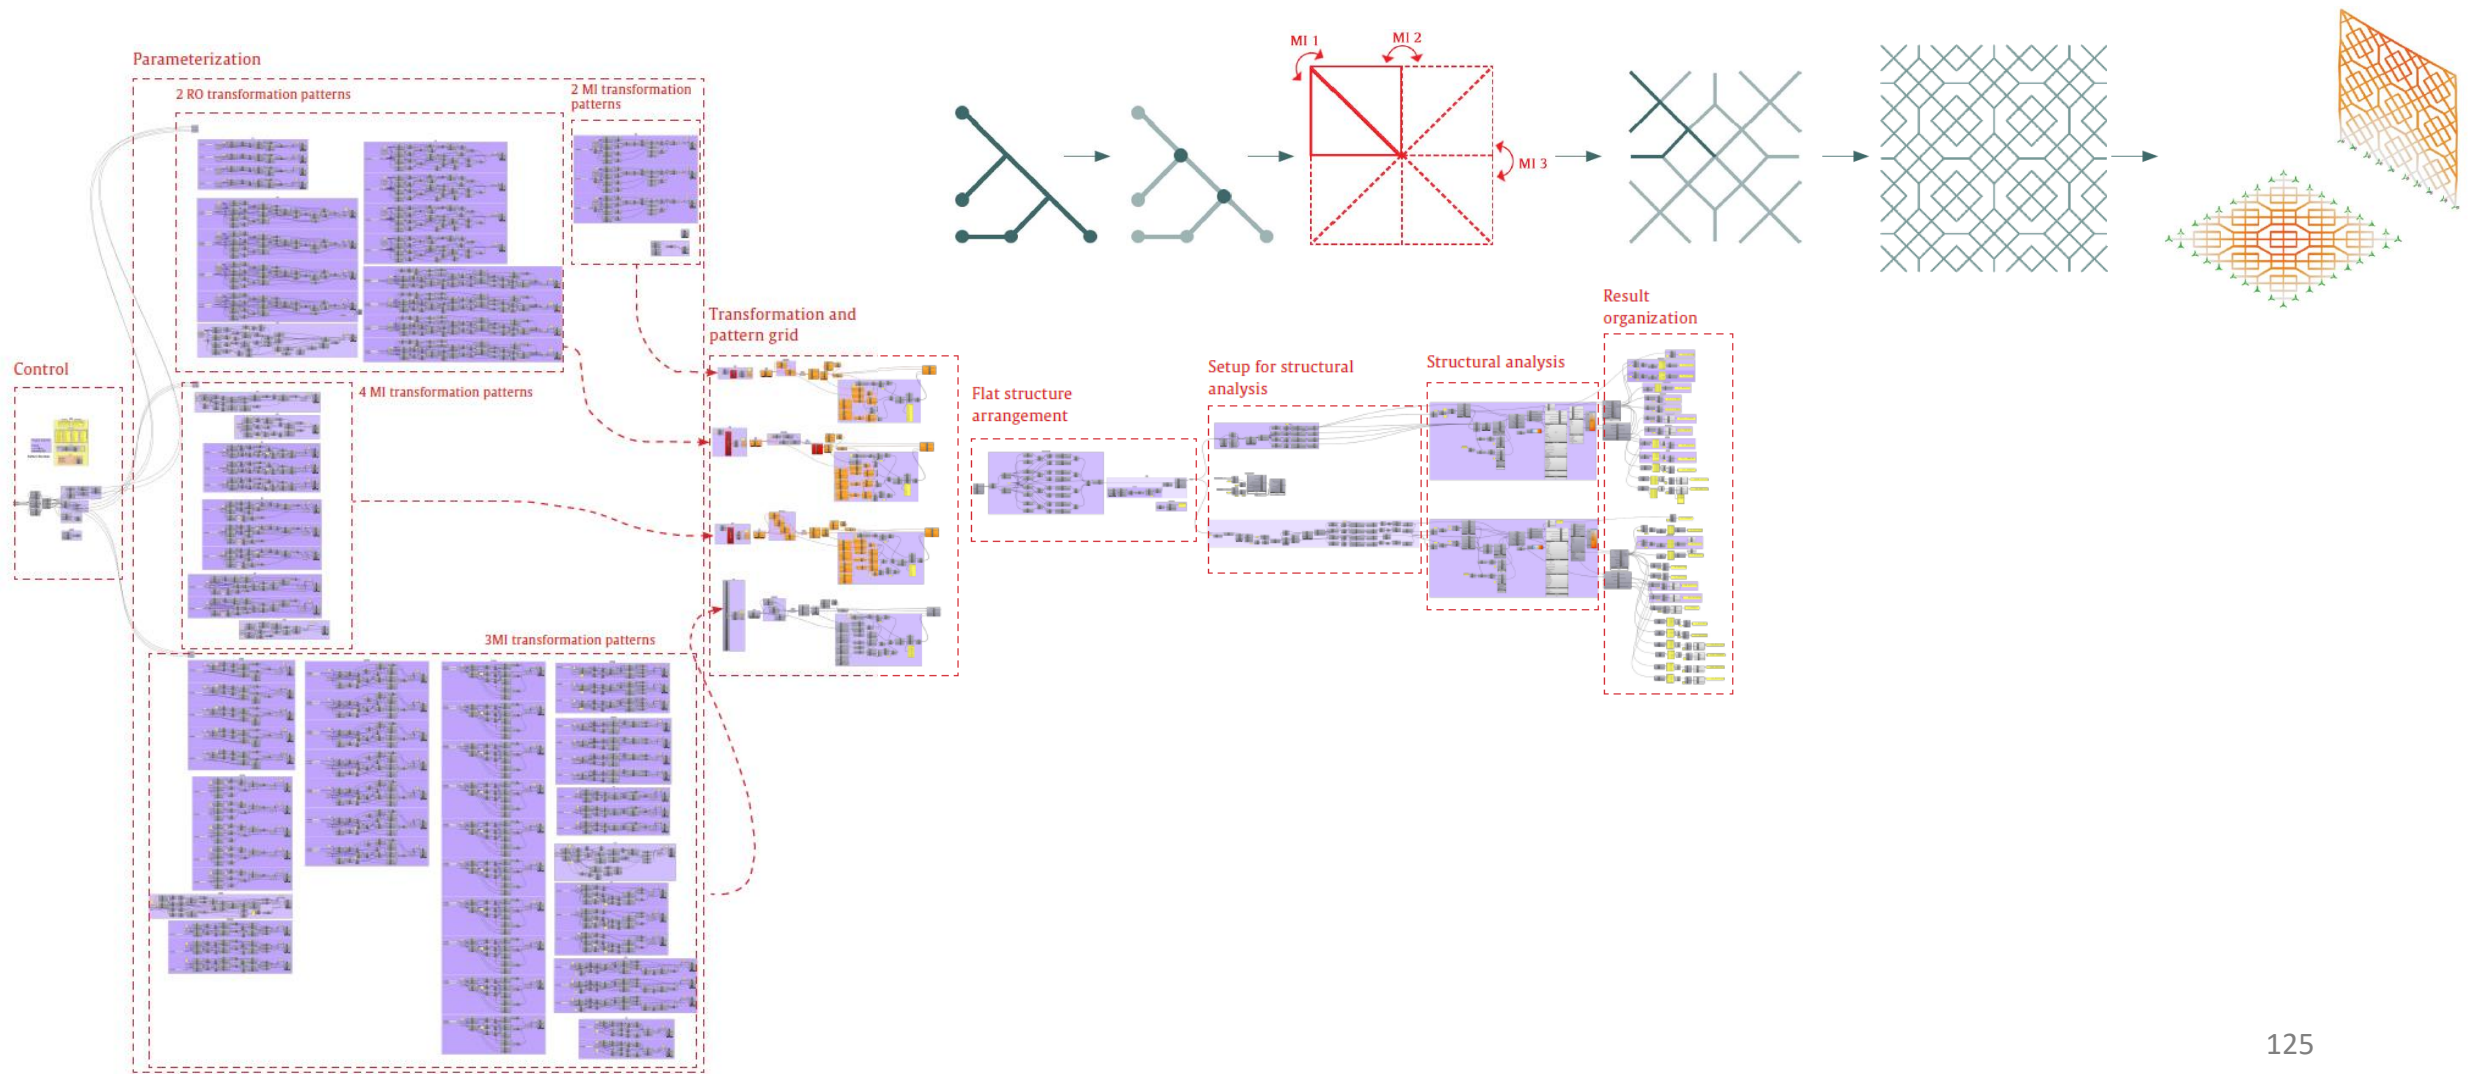 Parameterization
2 RO transformation patterns
2 MI transformation
patterns
MI 1
MI 2
MI 3
Control
4 MI transformation patterns
3MI transformation patterns
Transformation and
pattern grid
Flat structure
arrangement
Setup for structural
analysis
Structural analysis
Result
organization
125